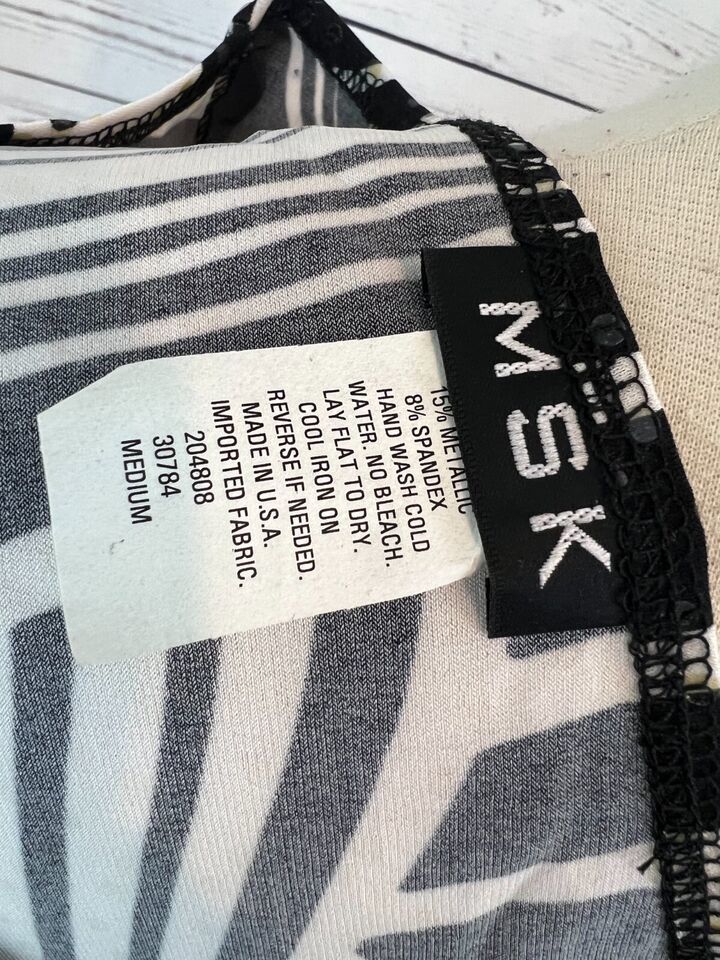 MSK
15% METALLIC
8% SPANDEX
HAND WASH COLD
WATER. NO BLEACH.
LAY FLAT TO DRY.
COOL IRON ON
REVERSE IF NEEDED.
MADE IN U.S.A.
IMPORTED FABRIC.
204808
30784
MEDIUM